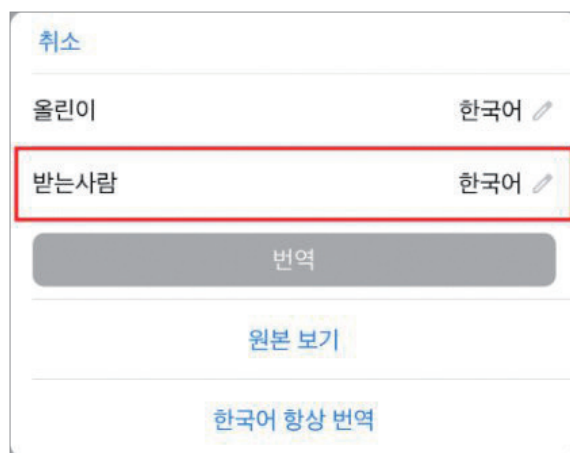 취소
올린이 한국어
받는사람 한국어
번역
원본 보기
한국어 항상 번역